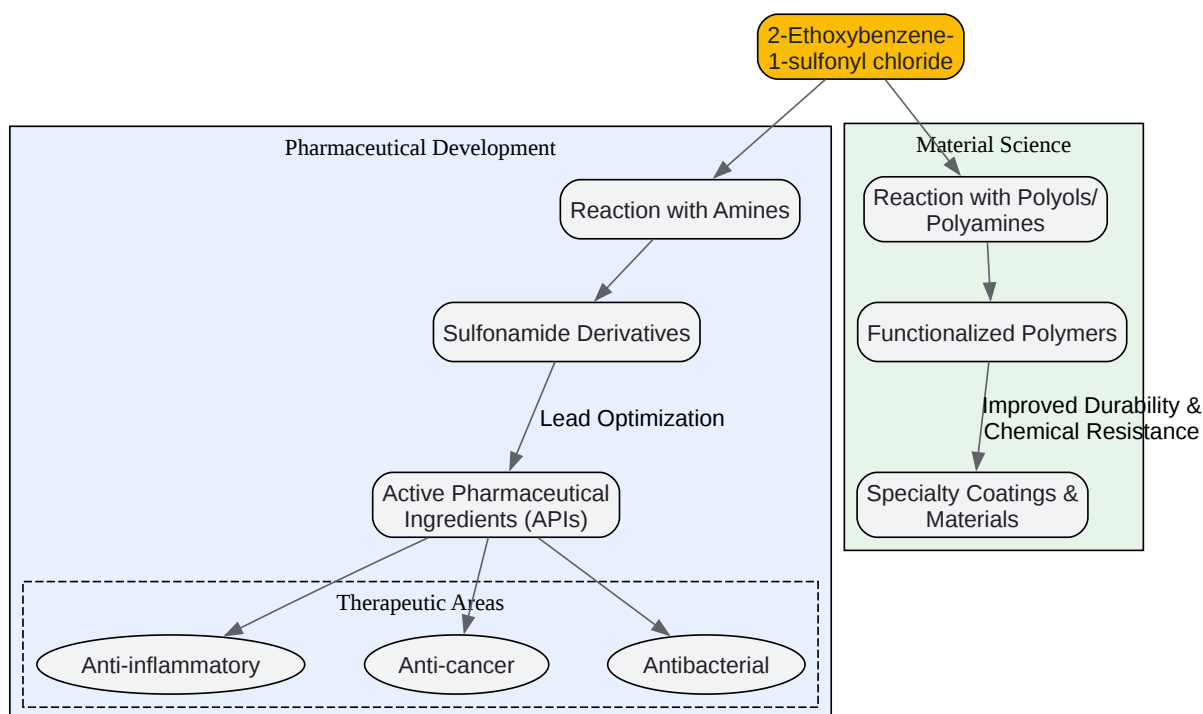 2-Ethoxybenzene-
1-sulfonyl chloride
Pharmaceutical Development
Material Science
Reaction with Amines
Reaction with Polyols/
Polyamines
Sulfonamide Derivatives
Functionalized Polymers
Lead Optimization
Improved Durability &
Chemical Resistance
Active Pharmaceutical
Ingredients (APIs)
Specialty Coatings &
Materials
Therapeutic Areas
Anti-inflammatory
Anti-cancer
Antibacterial